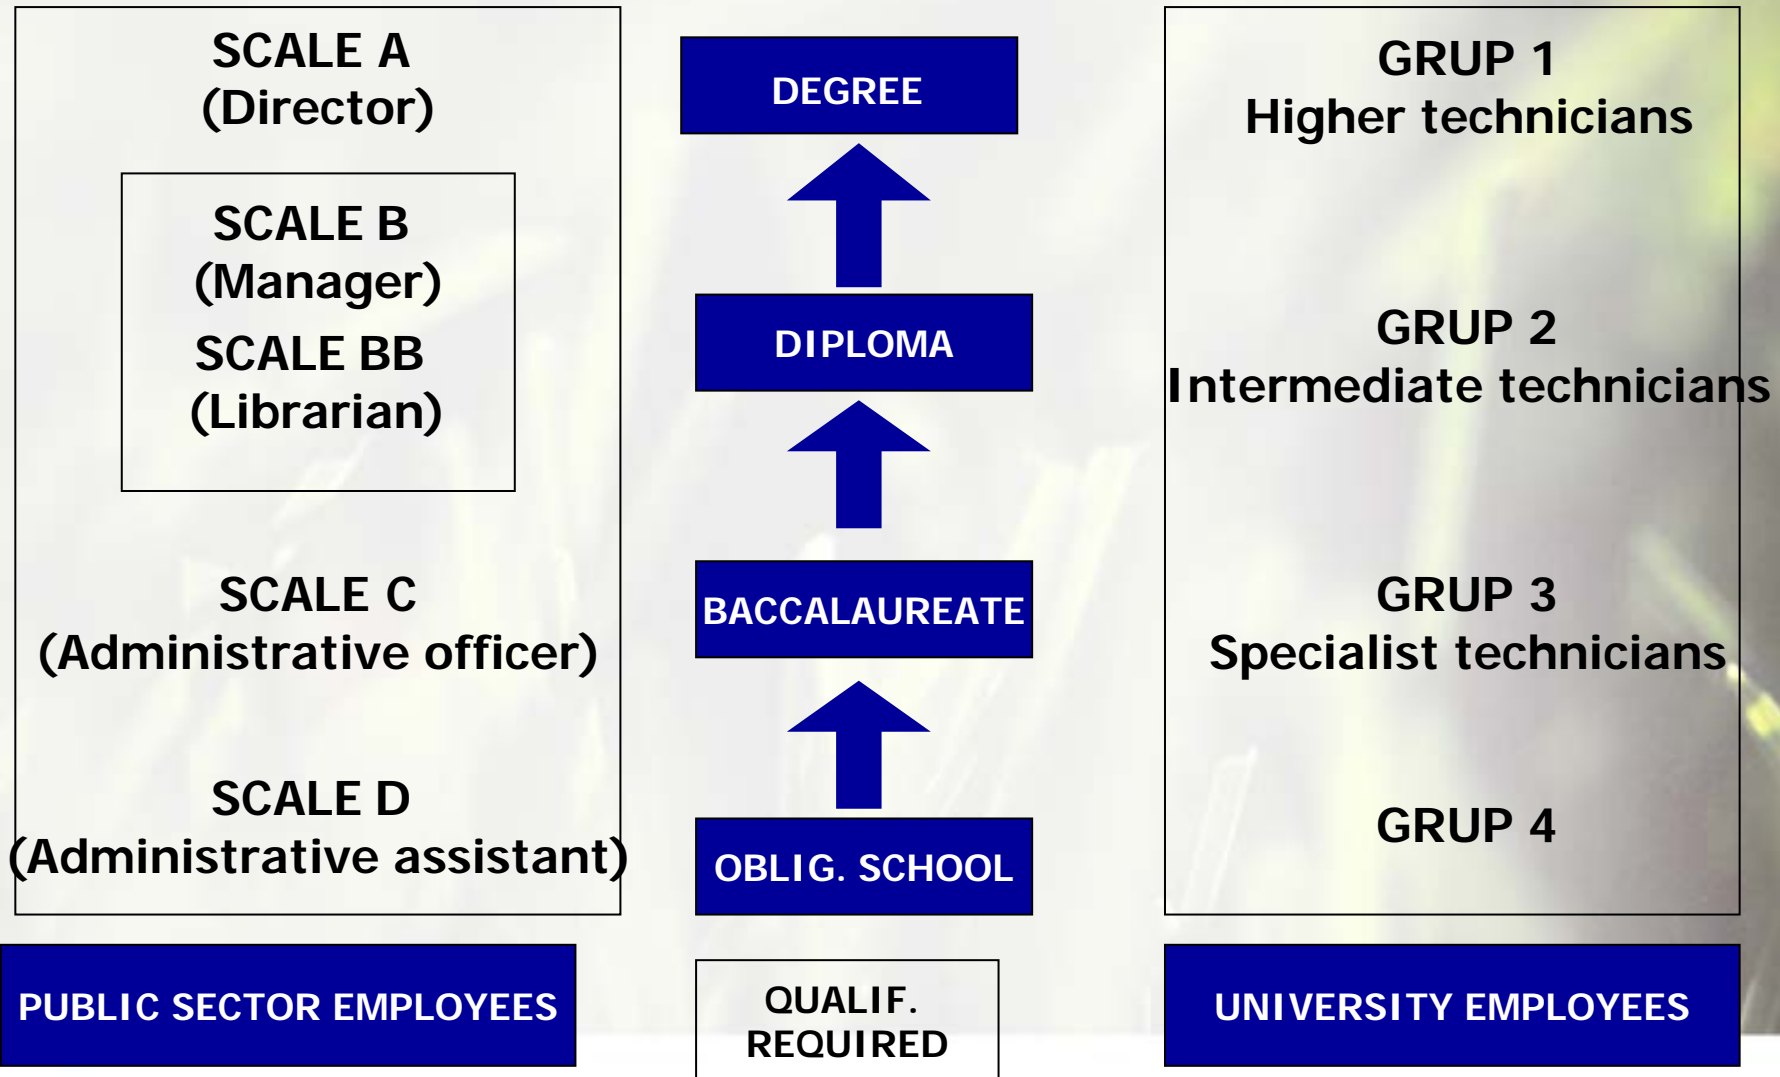 SCALE A
(Director)
SCALE B
(Manager)
SCALE BB
(Librarian)
SCALE C
(Administrative officer)
SCALE D
(Administrative assistant)
PUBLIC SECTOR EMPLOYEES
DEGREE
DIPLOMA
BACCALAUREATE
OBLIG. SCHOOL
QUALIF.
REQUIRED
GRUP 1
Higher technicians
GRUP 2
Intermediate technicians
GRUP 3
Specialist technicians
GRUP 4
UNIVERSITY EMPLOYEES